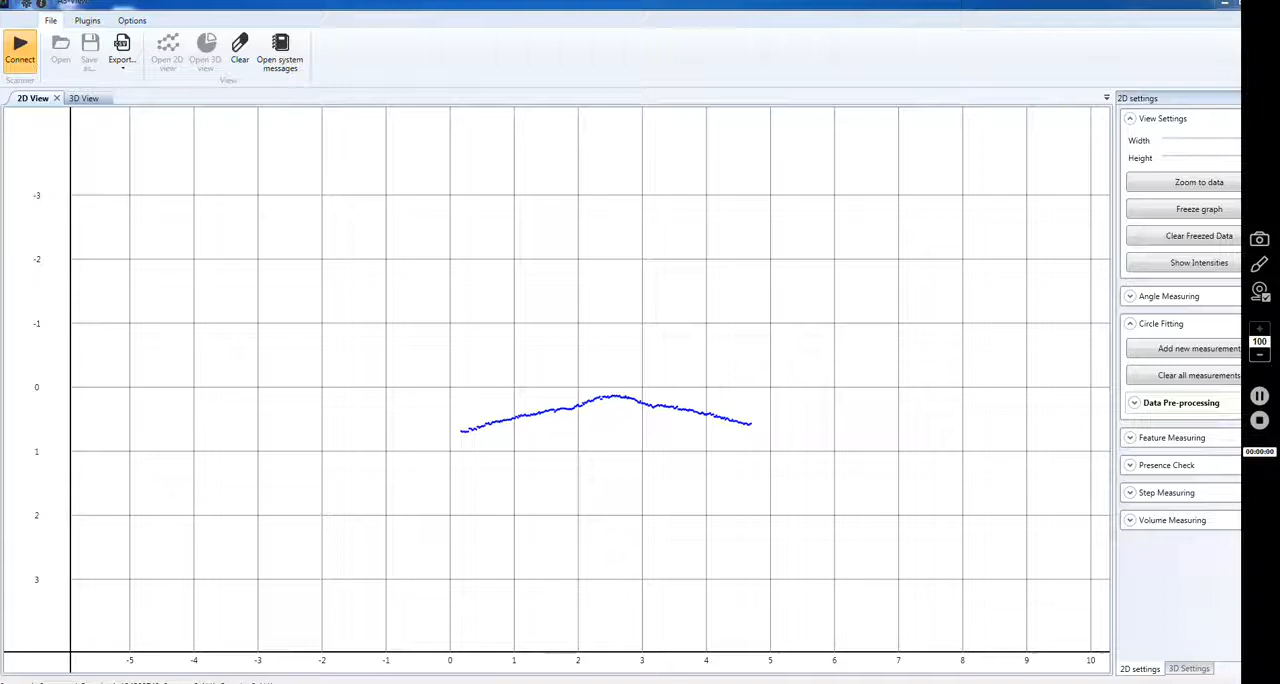 AS-View
File Plugins Options
Connect Open Save as... Export... Open 2D view Open 3D view Clear Open system messages
Scanner View
2D View 3D View 2D settings
View Settings
Width
Height
Zoom to data
Freeze graph
Clear Freezed Data
Show Intensities
Angle Measuring
Circle Fitting
Add new measurement
Clear all measurements
Data Pre-processing
Feature Measuring
Presence Check
Step Measuring
Volume Measuring
100
00:00:00
-3
-2
-1
0
1
2
3
-5 -4 -3 -2 -1 0 1 2 3 4 5 6 7 8 9 10
2D settings 3D Settings